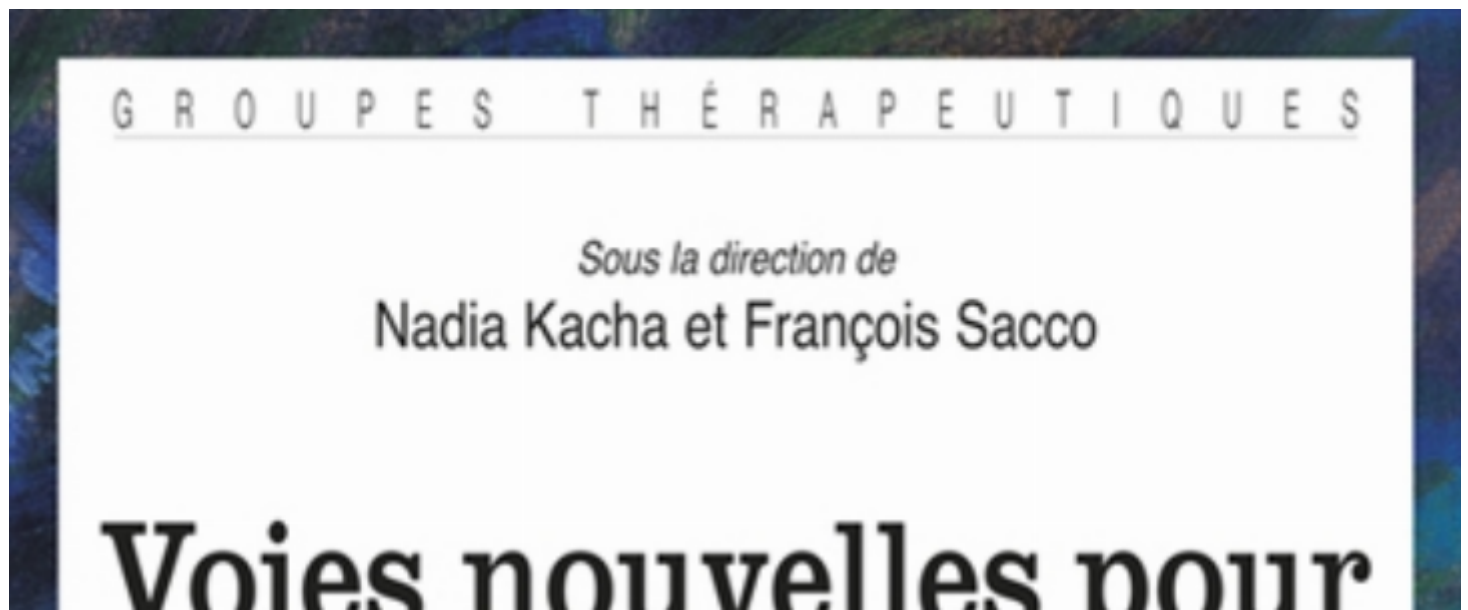 GROUPES THÉRAPEUTIQUES
Sous la direction de
Nadia Kacha et François Sacco
Voies nouvelles pour